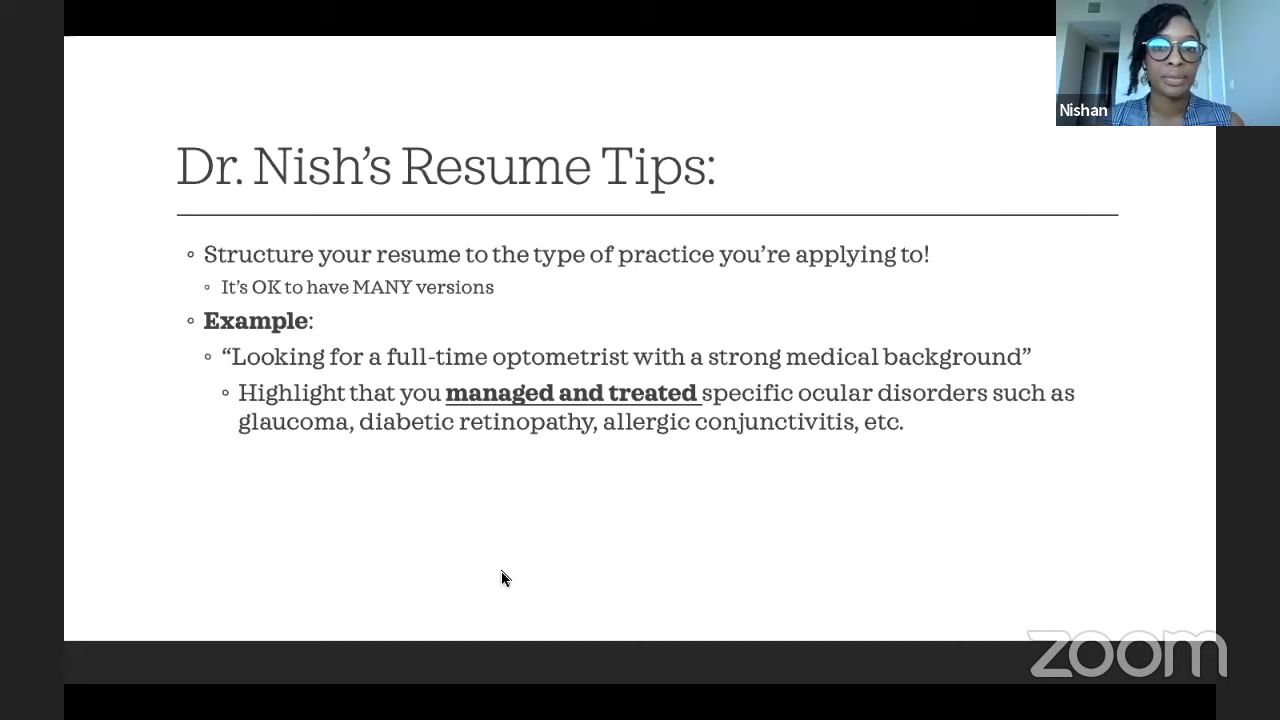 Nishan
Dr. Nish’s Resume Tips:
Structure your resume to the type of practice you’re applying to!
It’s OK to have MANY versions
Example:
“Looking for a full-time optometrist with a strong medical background”
Highlight that you managed and treated specific ocular disorders such as
glaucoma, diabetic retinopathy, allergic conjunctivitis, etc.
zoom